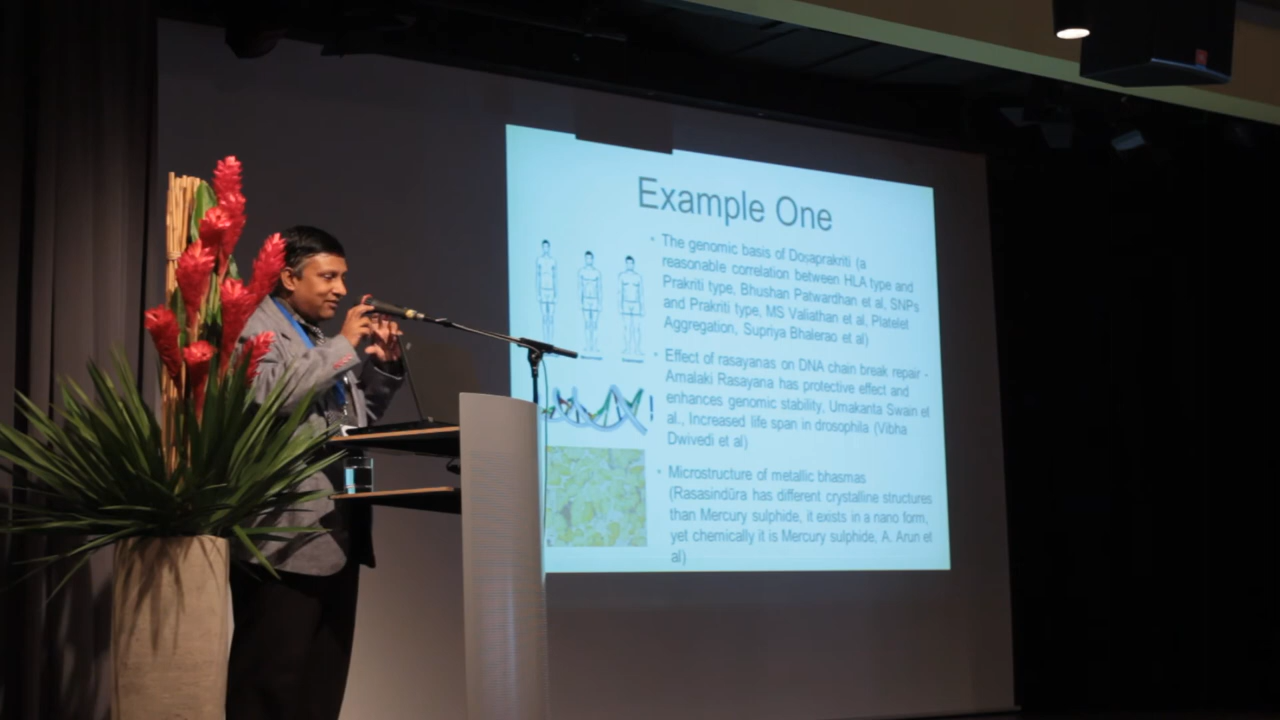 Example One
• The genomic basis of Doṣaprakriti (a
reasonable correlation between HLA type and
Prakriti type, Bhushan Patwardhan et al, SNPs
and Prakriti type, MS Valiathan et al, Platelet
Aggregation, Supriya Bhalerao et al)
• Effect of rasayanas on DNA chain break repair -
Amalaki Rasayana has protective effect and
enhances genomic stability, Umakanta Swain et
al., Increased life span in drosophila (Vibha
Dwivedi et al)
• Microstructure of metallic bhasmas
(Rasasindūra has different crystalline structures
than Mercury sulphide, it exists in a nano form,
yet chemically it is Mercury sulphide, A. Arun et
al)